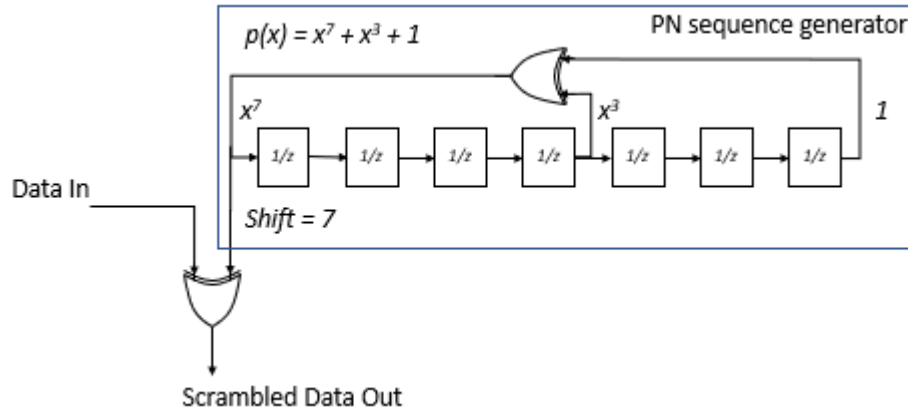 PN sequence generator
p(x) = x⁷ + x³ + 1
x⁷
x³
1
1/z
1/z
1/z
1/z
1/z
1/z
1/z
Data In
Shift = 7
Scrambled Data Out